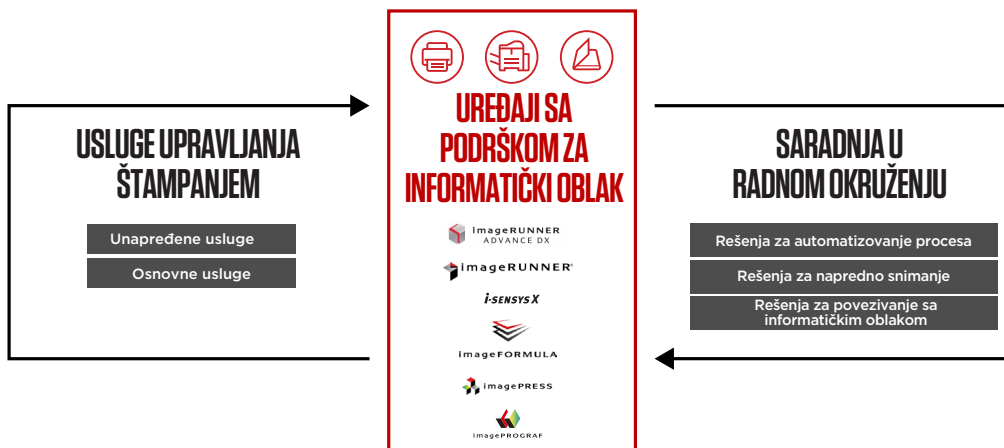 USLUGE UPRAVLJANJA
ŠTAMPANJEM
Unapređene usluge
Osnovne usluge
UREĐAJI SA
PODRŠKOM ZA
INFORMATIČKI OBLAK
imageRUNNER
ADVANCE DX
imageRUNNER
i-SENSYS X
imageFORMULA
imagePRESS
imagePROGRAF
SARADNJA U
RADNOM OKRUŽENJU
Rešenja za automatizovanje procesa
Rešenja za napredno snimanje
Rešenja za povezivanje sa
informatičkim oblakom